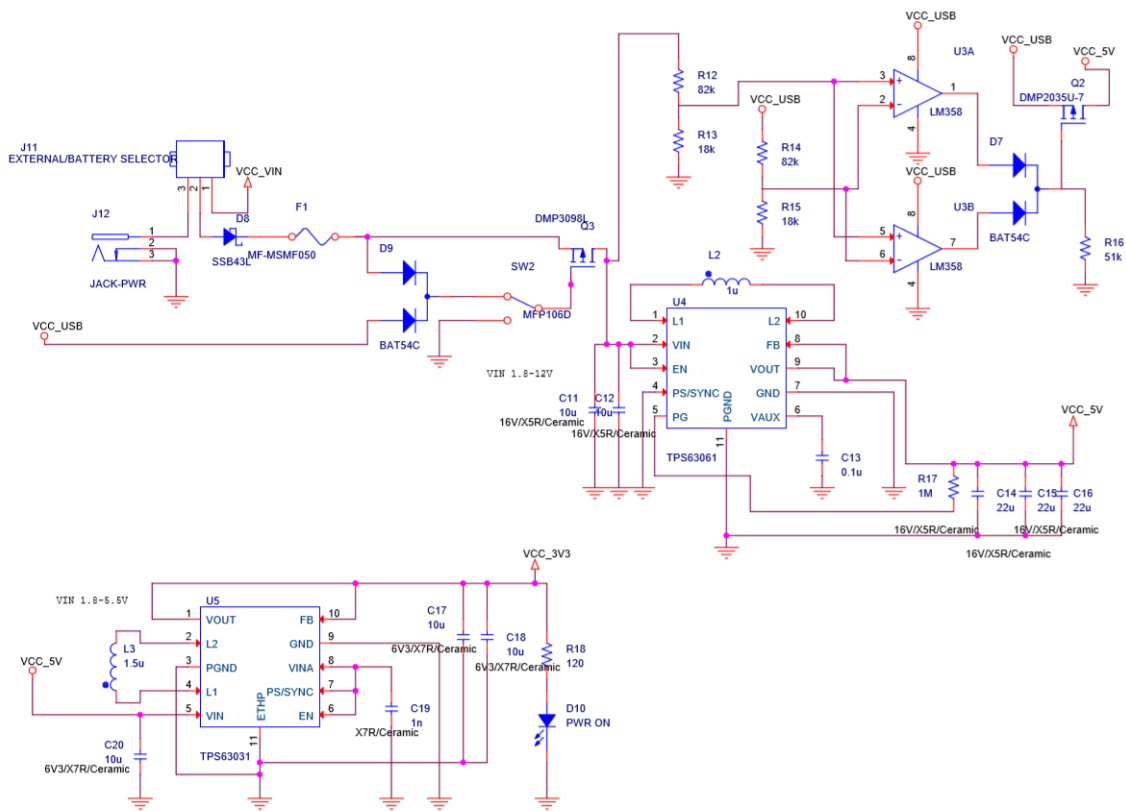 VCC_USB
U3A
VCC_USB
VCC_5V
8
Q2
R12
82k
3
+
1
DMP2035U-7
2
-
LM358
VCC_USB
4
D7
J11
EXTERNAL/BATTERY SELECTOR
R13
18k
R14
82k
VCC_VIN
VCC_USB
3
2
1
R15
18k
8
U3B
J12
F1
DMP3098L
Q3
BAT54C
1
2
3
D8
D9
5
+
7
R16
51k
6
-
LM358
SSB43L
MF-MSMF050
L2
SW2
4
JACK-PWR
1u
U4
VCC_USB
MFP106D
1
L1
L2
10
BAT54C
2
VIN
FB
8
VIN 1.8-12V
3
EN
VOUT
9
C11
10u
16V/X5R/Ceramic
C12
10u
16V/X5R/Ceramic
4
PS/SYNC
GND
7
5
PG
PGND
VAUX
6
VCC_5V
11
TPS63061
C13
0.1u
R17
1M
C14
22u
C15
22u
C16
22u
16V/X5R/Ceramic
16V/X5R/Ceramic
16V/X5R/Ceramic
VCC_3V3
VIN 1.8-5.5V
U5
1
VOUT
FB
10
C17
10u
6V3/X7R/Ceramic
C18
10u
6V3/X7R/Ceramic
2
L2
GND
9
L3
1.5u
R18
120
VCC_5V
3
PGND
VINA
8
4
L1
PS/SYNC
7
C19
1n
X7R/Ceramic
D10
PWR ON
5
VIN
ETHP
EN
6
C20
10u
6V3/X7R/Ceramic
11
TPS63031